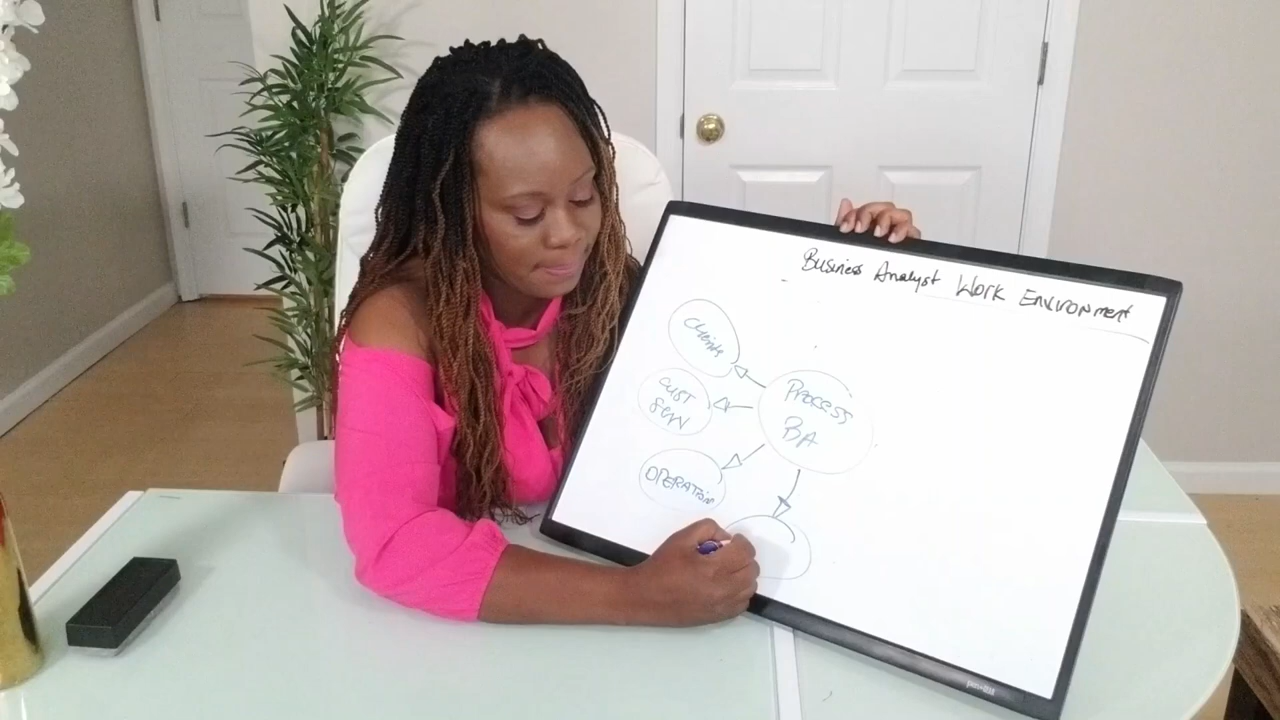 Business Analyst Work Environment
Clients
CUST
SERV
OPERATION
Process
BA